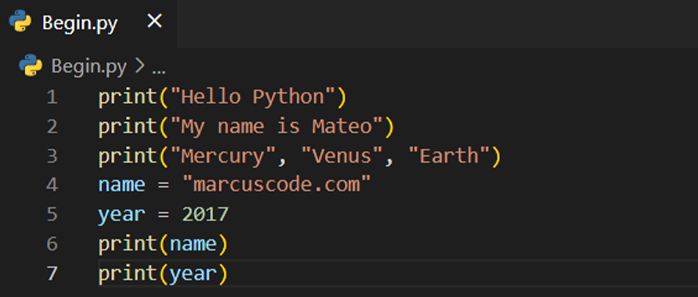 Begin.py ×
Begin.py > ...
1 print("Hello Python")
2 print("My name is Mateo")
3 print("Mercury", "Venus", "Earth")
4 name = "marcuscode.com"
5 year = 2017
6 print(name)
7 print(year)